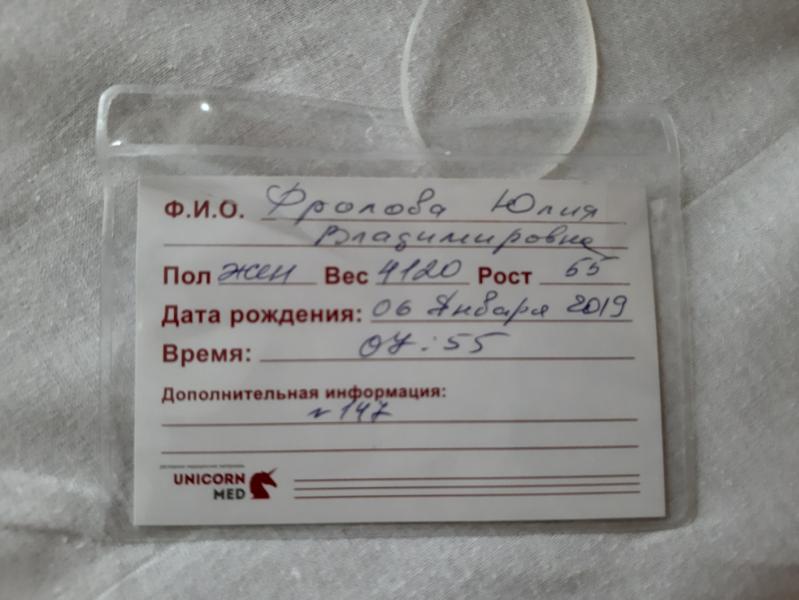 Ф.И.О. Фролова Юлия
Владимировна
Пол жен Вес 4120 Рост 55
Дата рождения: 06 Января 2019
Время: 07:55
Дополнительная информация:
№147
UNICORN
MED